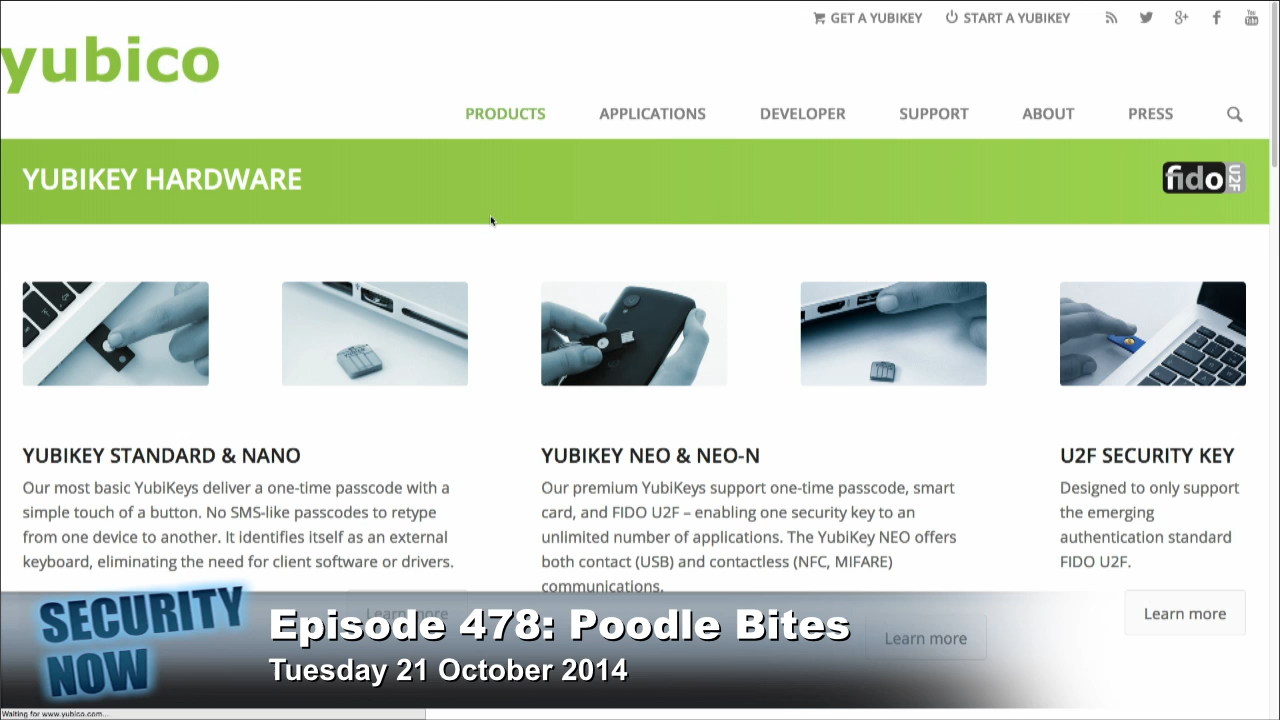 GET A YUBIKEY START A YUBIKEY
yubico
PRODUCTS APPLICATIONS DEVELOPER SUPPORT ABOUT PRESS
YUBIKEY HARDWARE
fido U2F
YUBIKEY STANDARD & NANO
Our most basic YubiKeys deliver a one-time passcode with a
simple touch of a button. No SMS-like passcodes to retype
from one device to another. It identifies itself as an external
keyboard, eliminating the need for client software or drivers.
Learn more
YUBIKEY NEO & NEO-N
Our premium YubiKeys support one-time passcode, smart
card, and FIDO U2F – enabling one security key to an
unlimited number of applications. The YubiKey NEO offers
both contact (USB) and contactless (NFC, MIFARE)
communications.
Learn more
U2F SECURITY KEY
Designed to only support
the emerging
authentication standard
FIDO U2F.
Learn more
SECURITY
NOW
Episode 478: Poodle Bites
Tuesday 21 October 2014
Waiting for www.yubico.com...